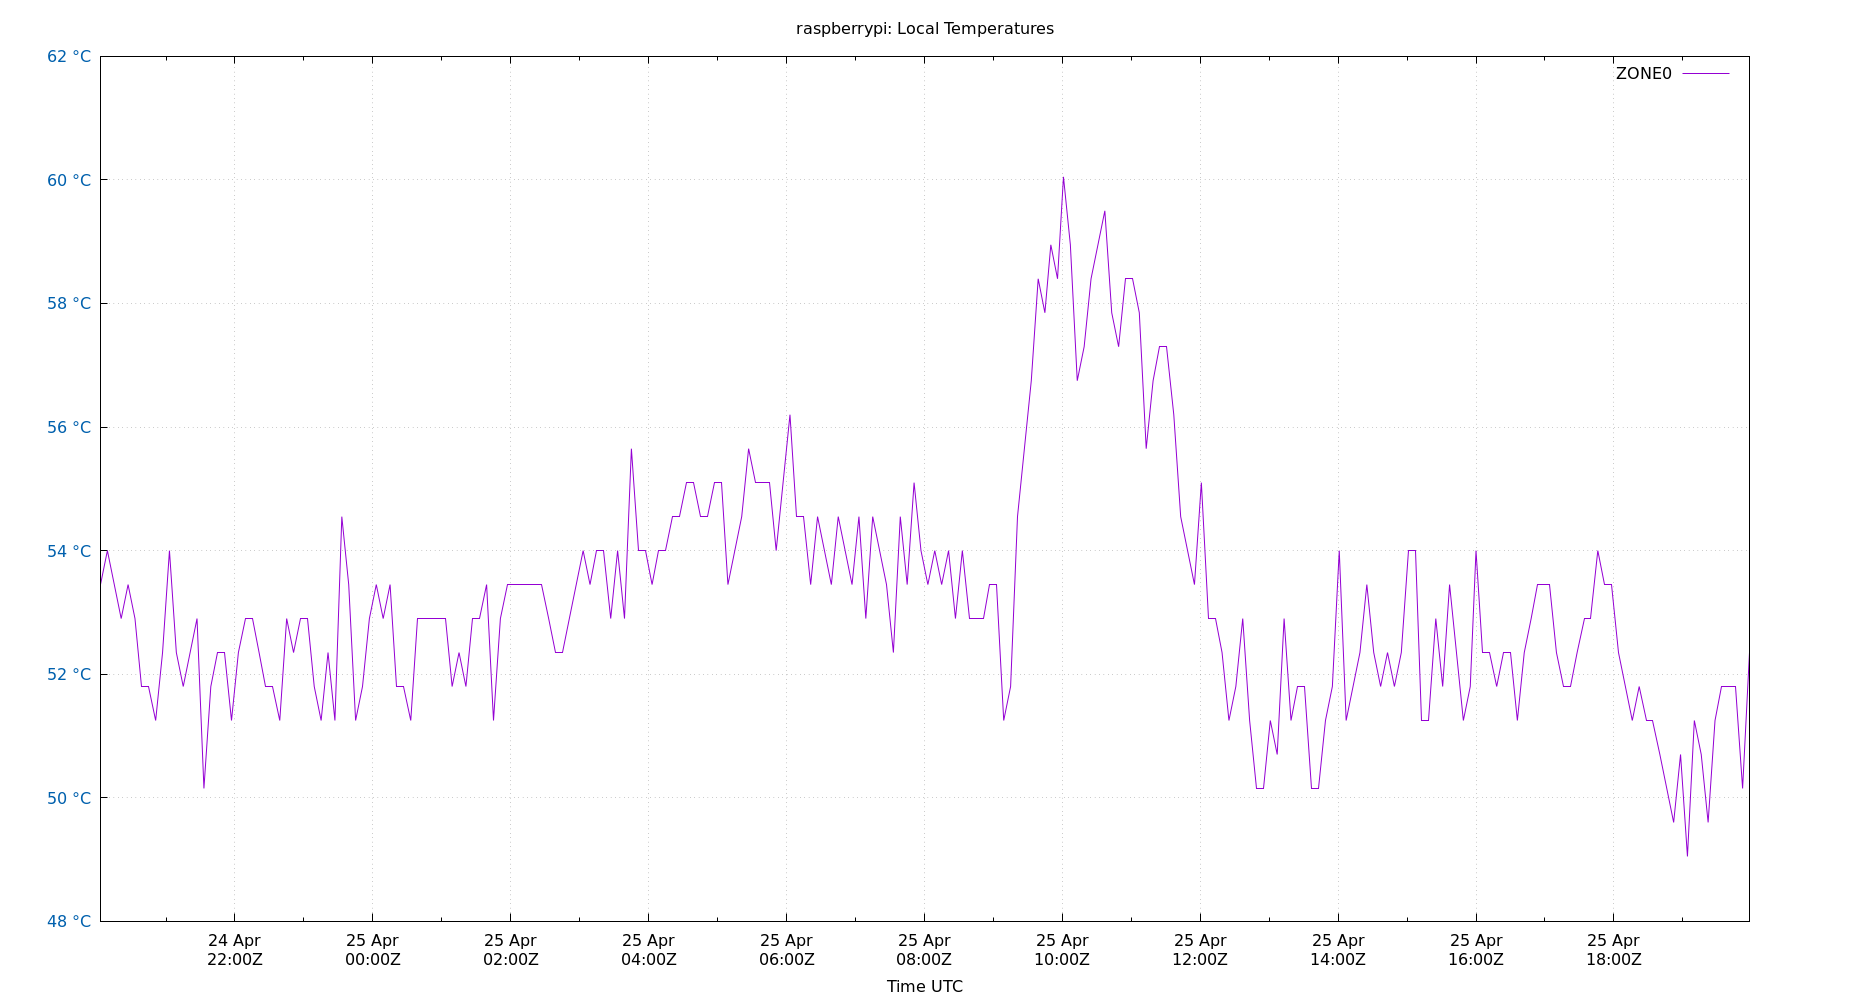 raspberrypi: Local Temperatures
62 °C
ZONE0
60 °C
58 °C
56 °C
54 °C
52 °C
50 °C
48 °C
24 Apr 25 Apr 25 Apr 25 Apr 25 Apr 25 Apr 25 Apr 25 Apr 25 Apr 25 Apr 25 Apr
22:00Z 00:00Z 02:00Z 04:00Z 06:00Z 08:00Z 10:00Z 12:00Z 14:00Z 16:00Z 18:00Z
Time UTC